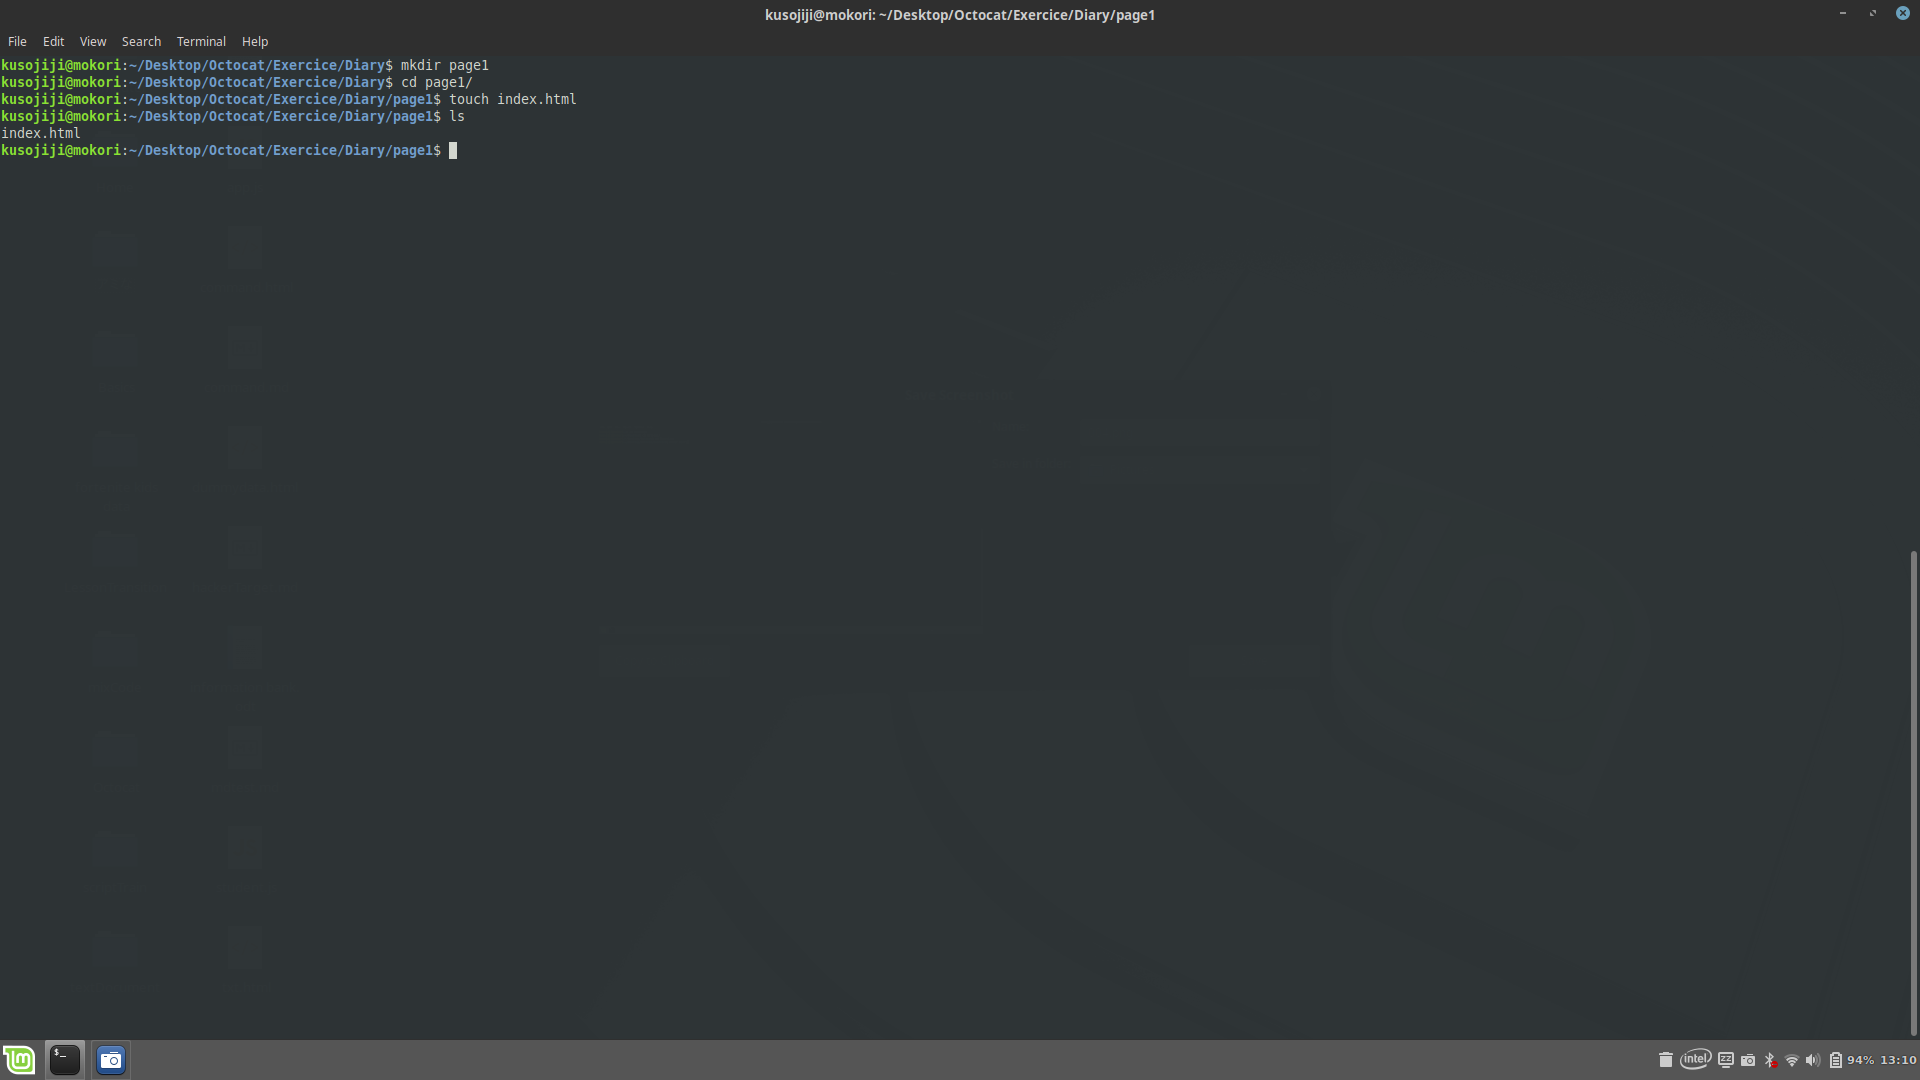 kusojiji@mokori: ~/Desktop/Octocat/Exercice/Diary/page1
File Edit View Search Terminal Help
kusojiji@mokori:~/Desktop/Octocat/Exercice/Diary$ mkdir page1
kusojiji@mokori:~/Desktop/Octocat/Exercice/Diary$ cd page1/
kusojiji@mokori:~/Desktop/Octocat/Exercice/Diary/page1$ touch index.html
kusojiji@mokori:~/Desktop/Octocat/Exercice/Diary/page1$ ls
index.html
kusojiji@mokori:~/Desktop/Octocat/Exercice/Diary/page1$
$_ intel zz 94% 13:10